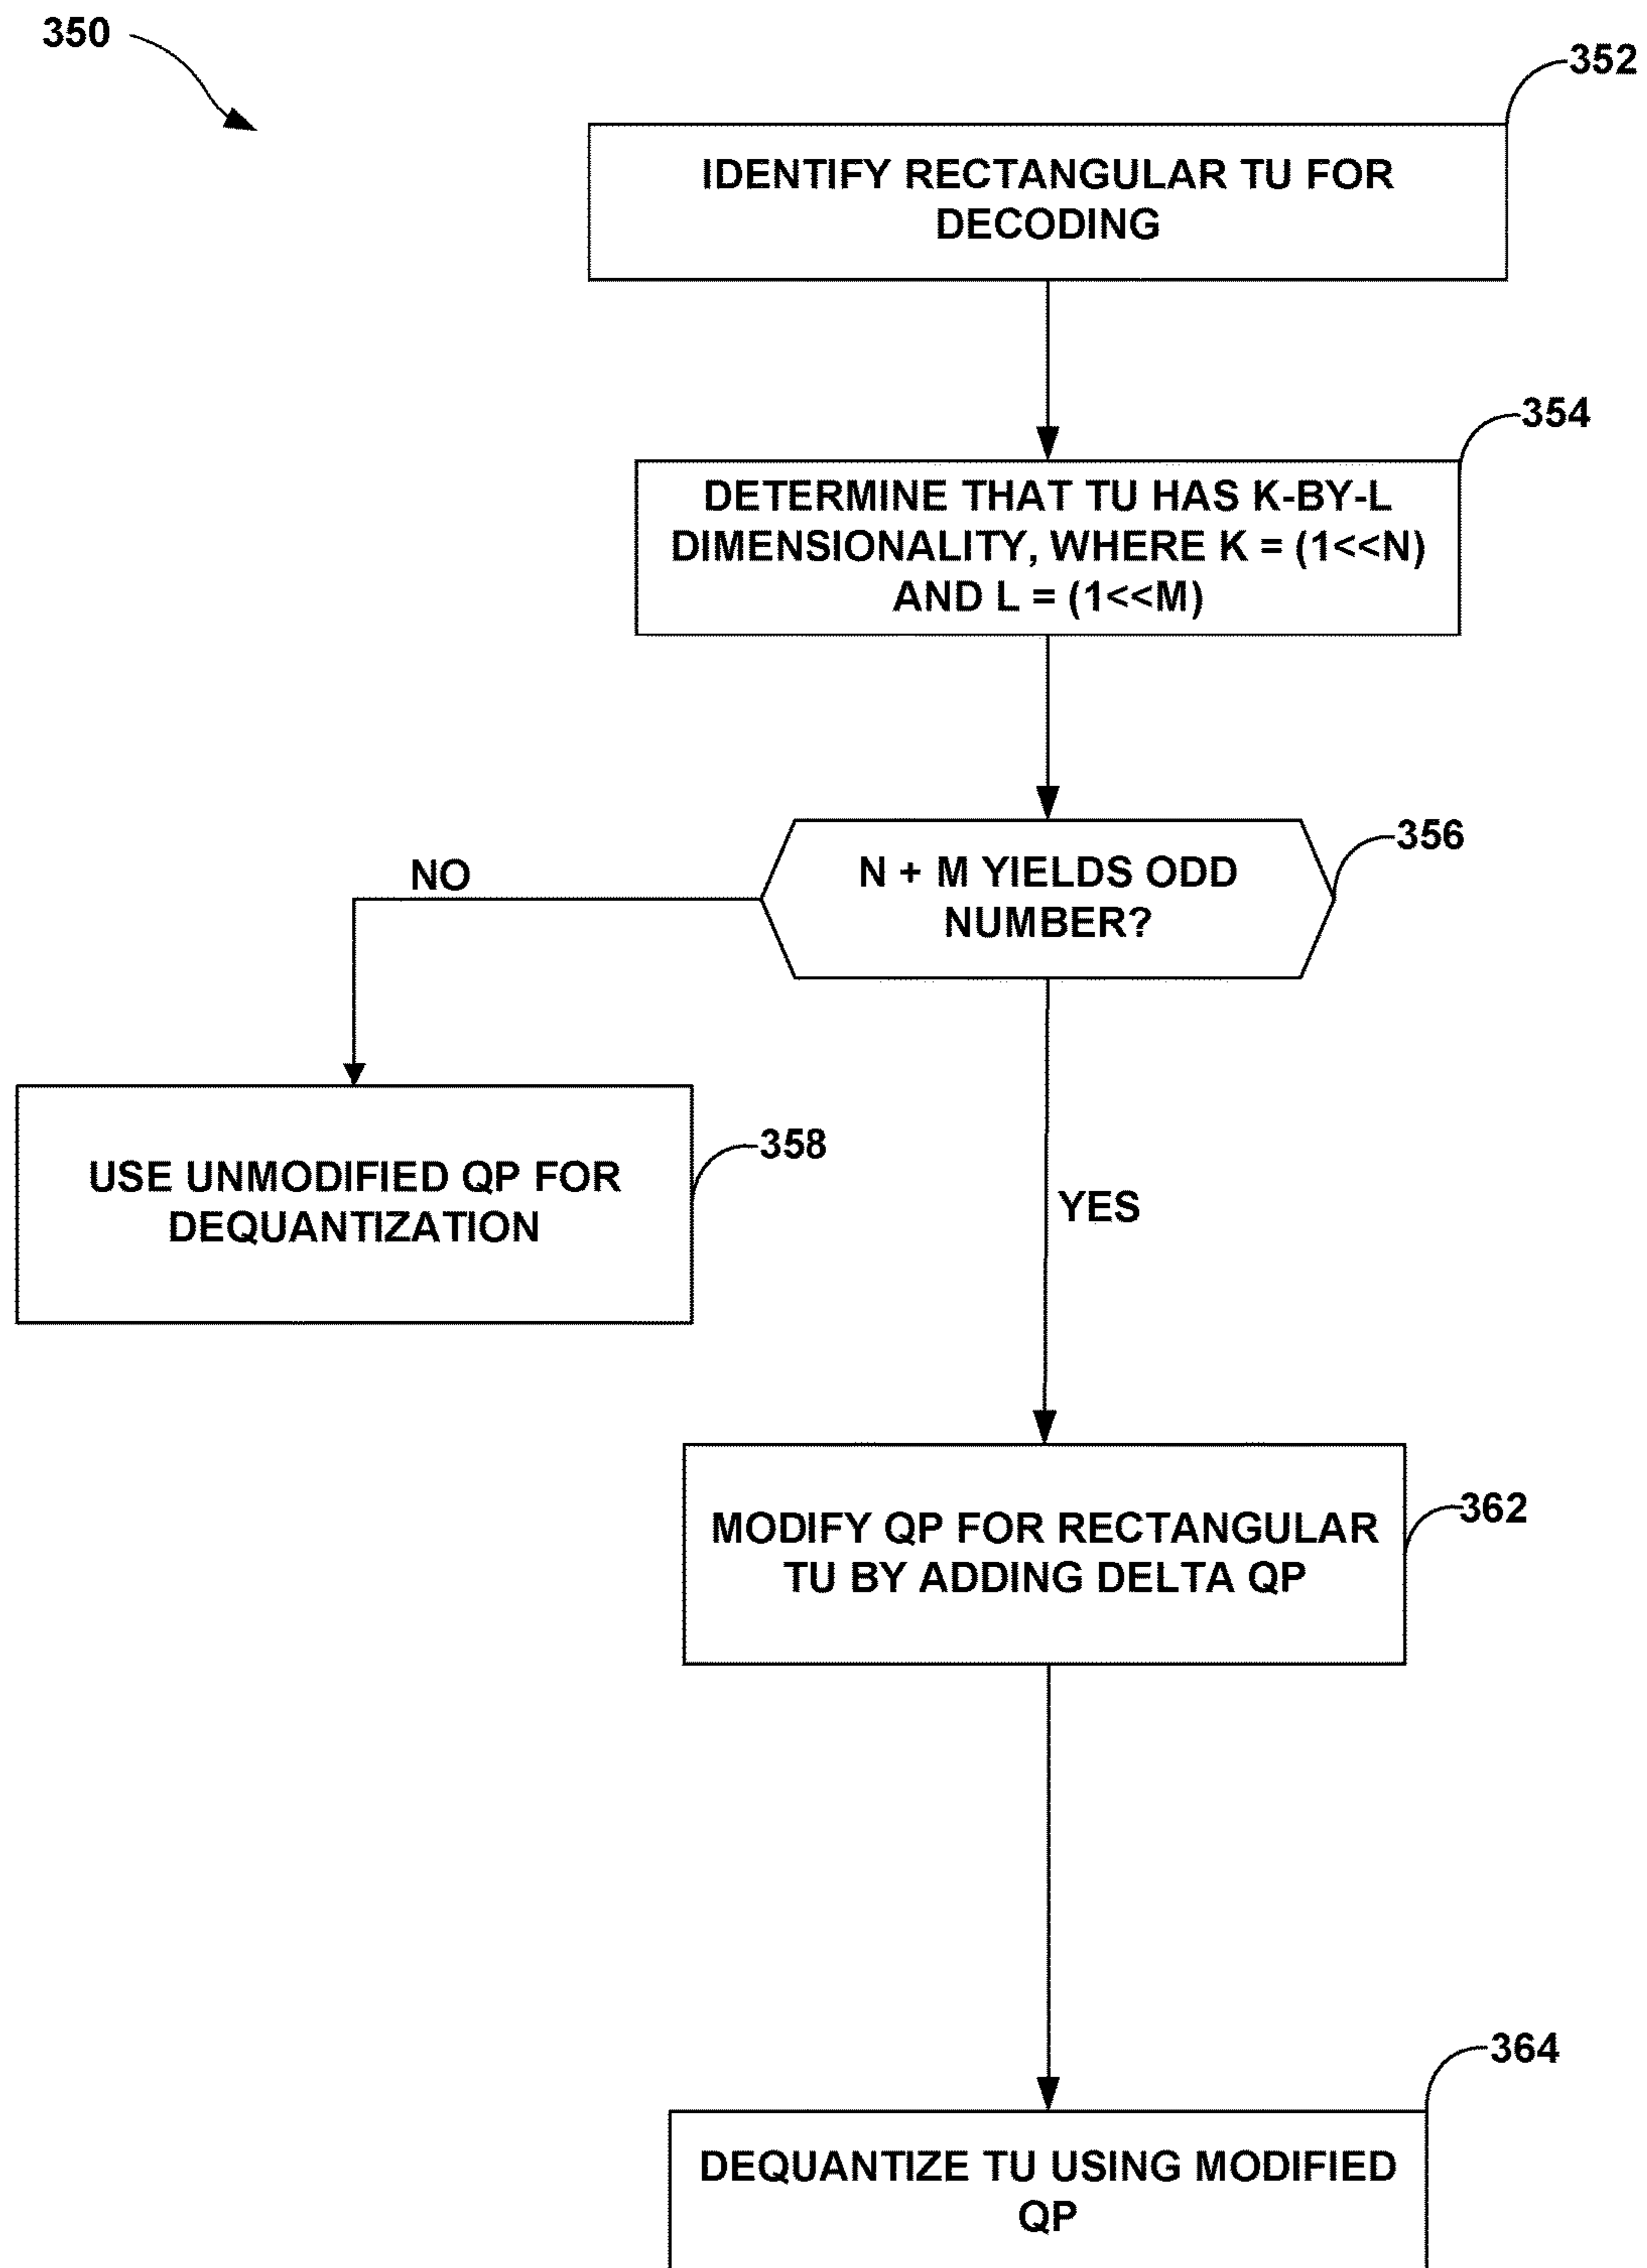 350
352
IDENTIFY RECTANGULAR TU FOR
DECODING
354
DETERMINE THAT TU HAS K-BY-L
DIMENSIONALITY, WHERE K = (1<<N)
AND L = (1<<M)
356
N + M YIELDS ODD
NUMBER?
NO
358
USE UNMODIFIED QP FOR
DEQUANTIZATION
YES
362
MODIFY QP FOR RECTANGULAR
TU BY ADDING DELTA QP
364
DEQUANTIZE TU USING MODIFIED
QP